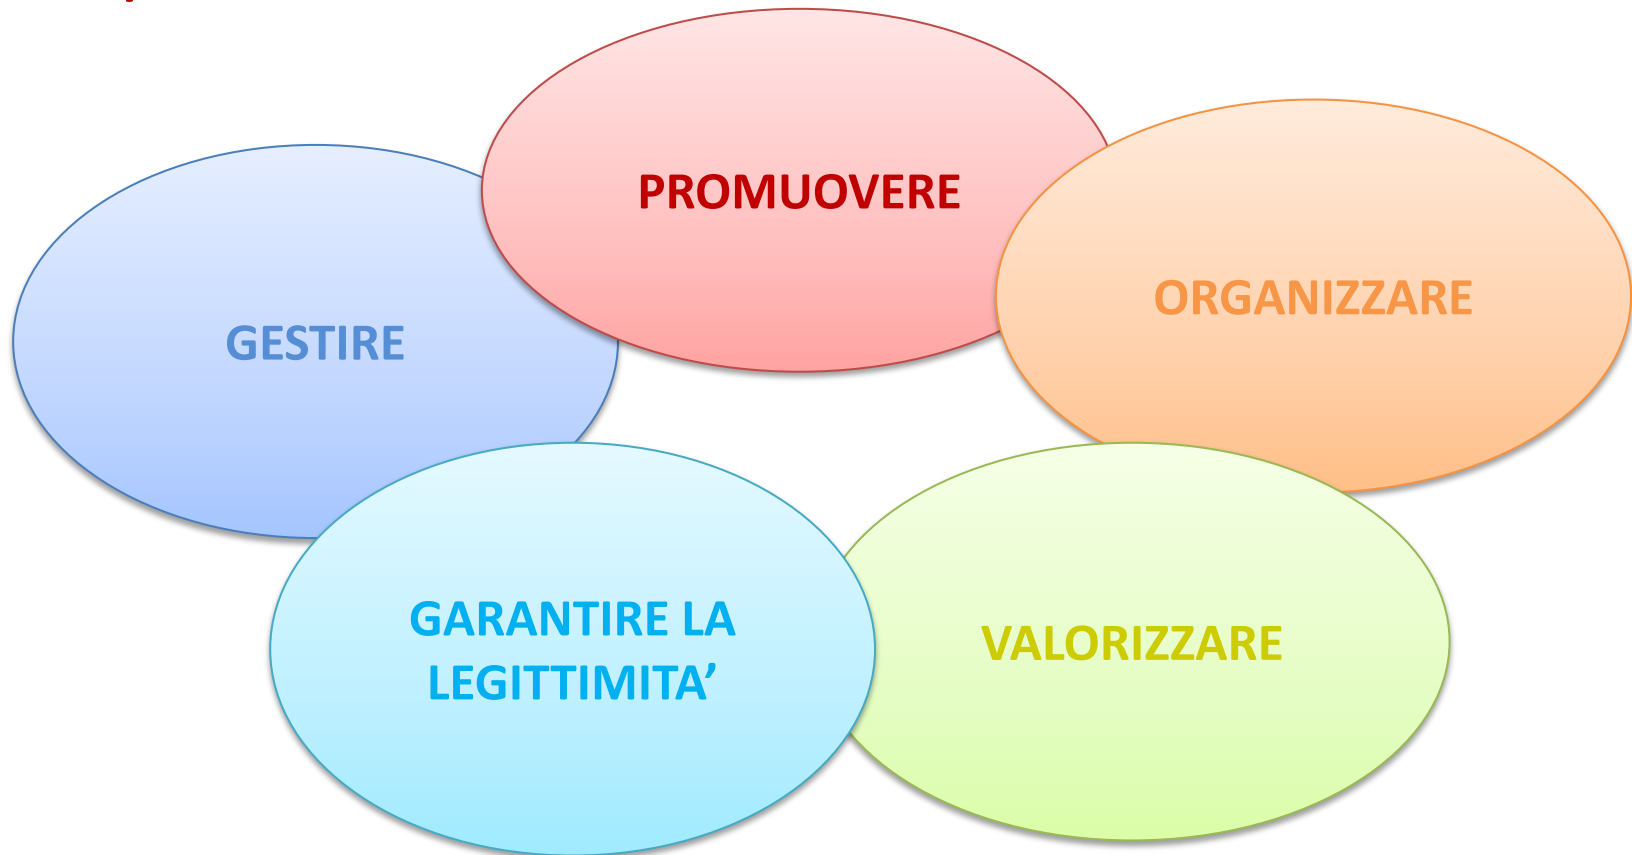 PROMUOVERE
ORGANIZZARE
GESTIRE
GARANTIRE LA
LEGITTIMITA’
VALORIZZARE